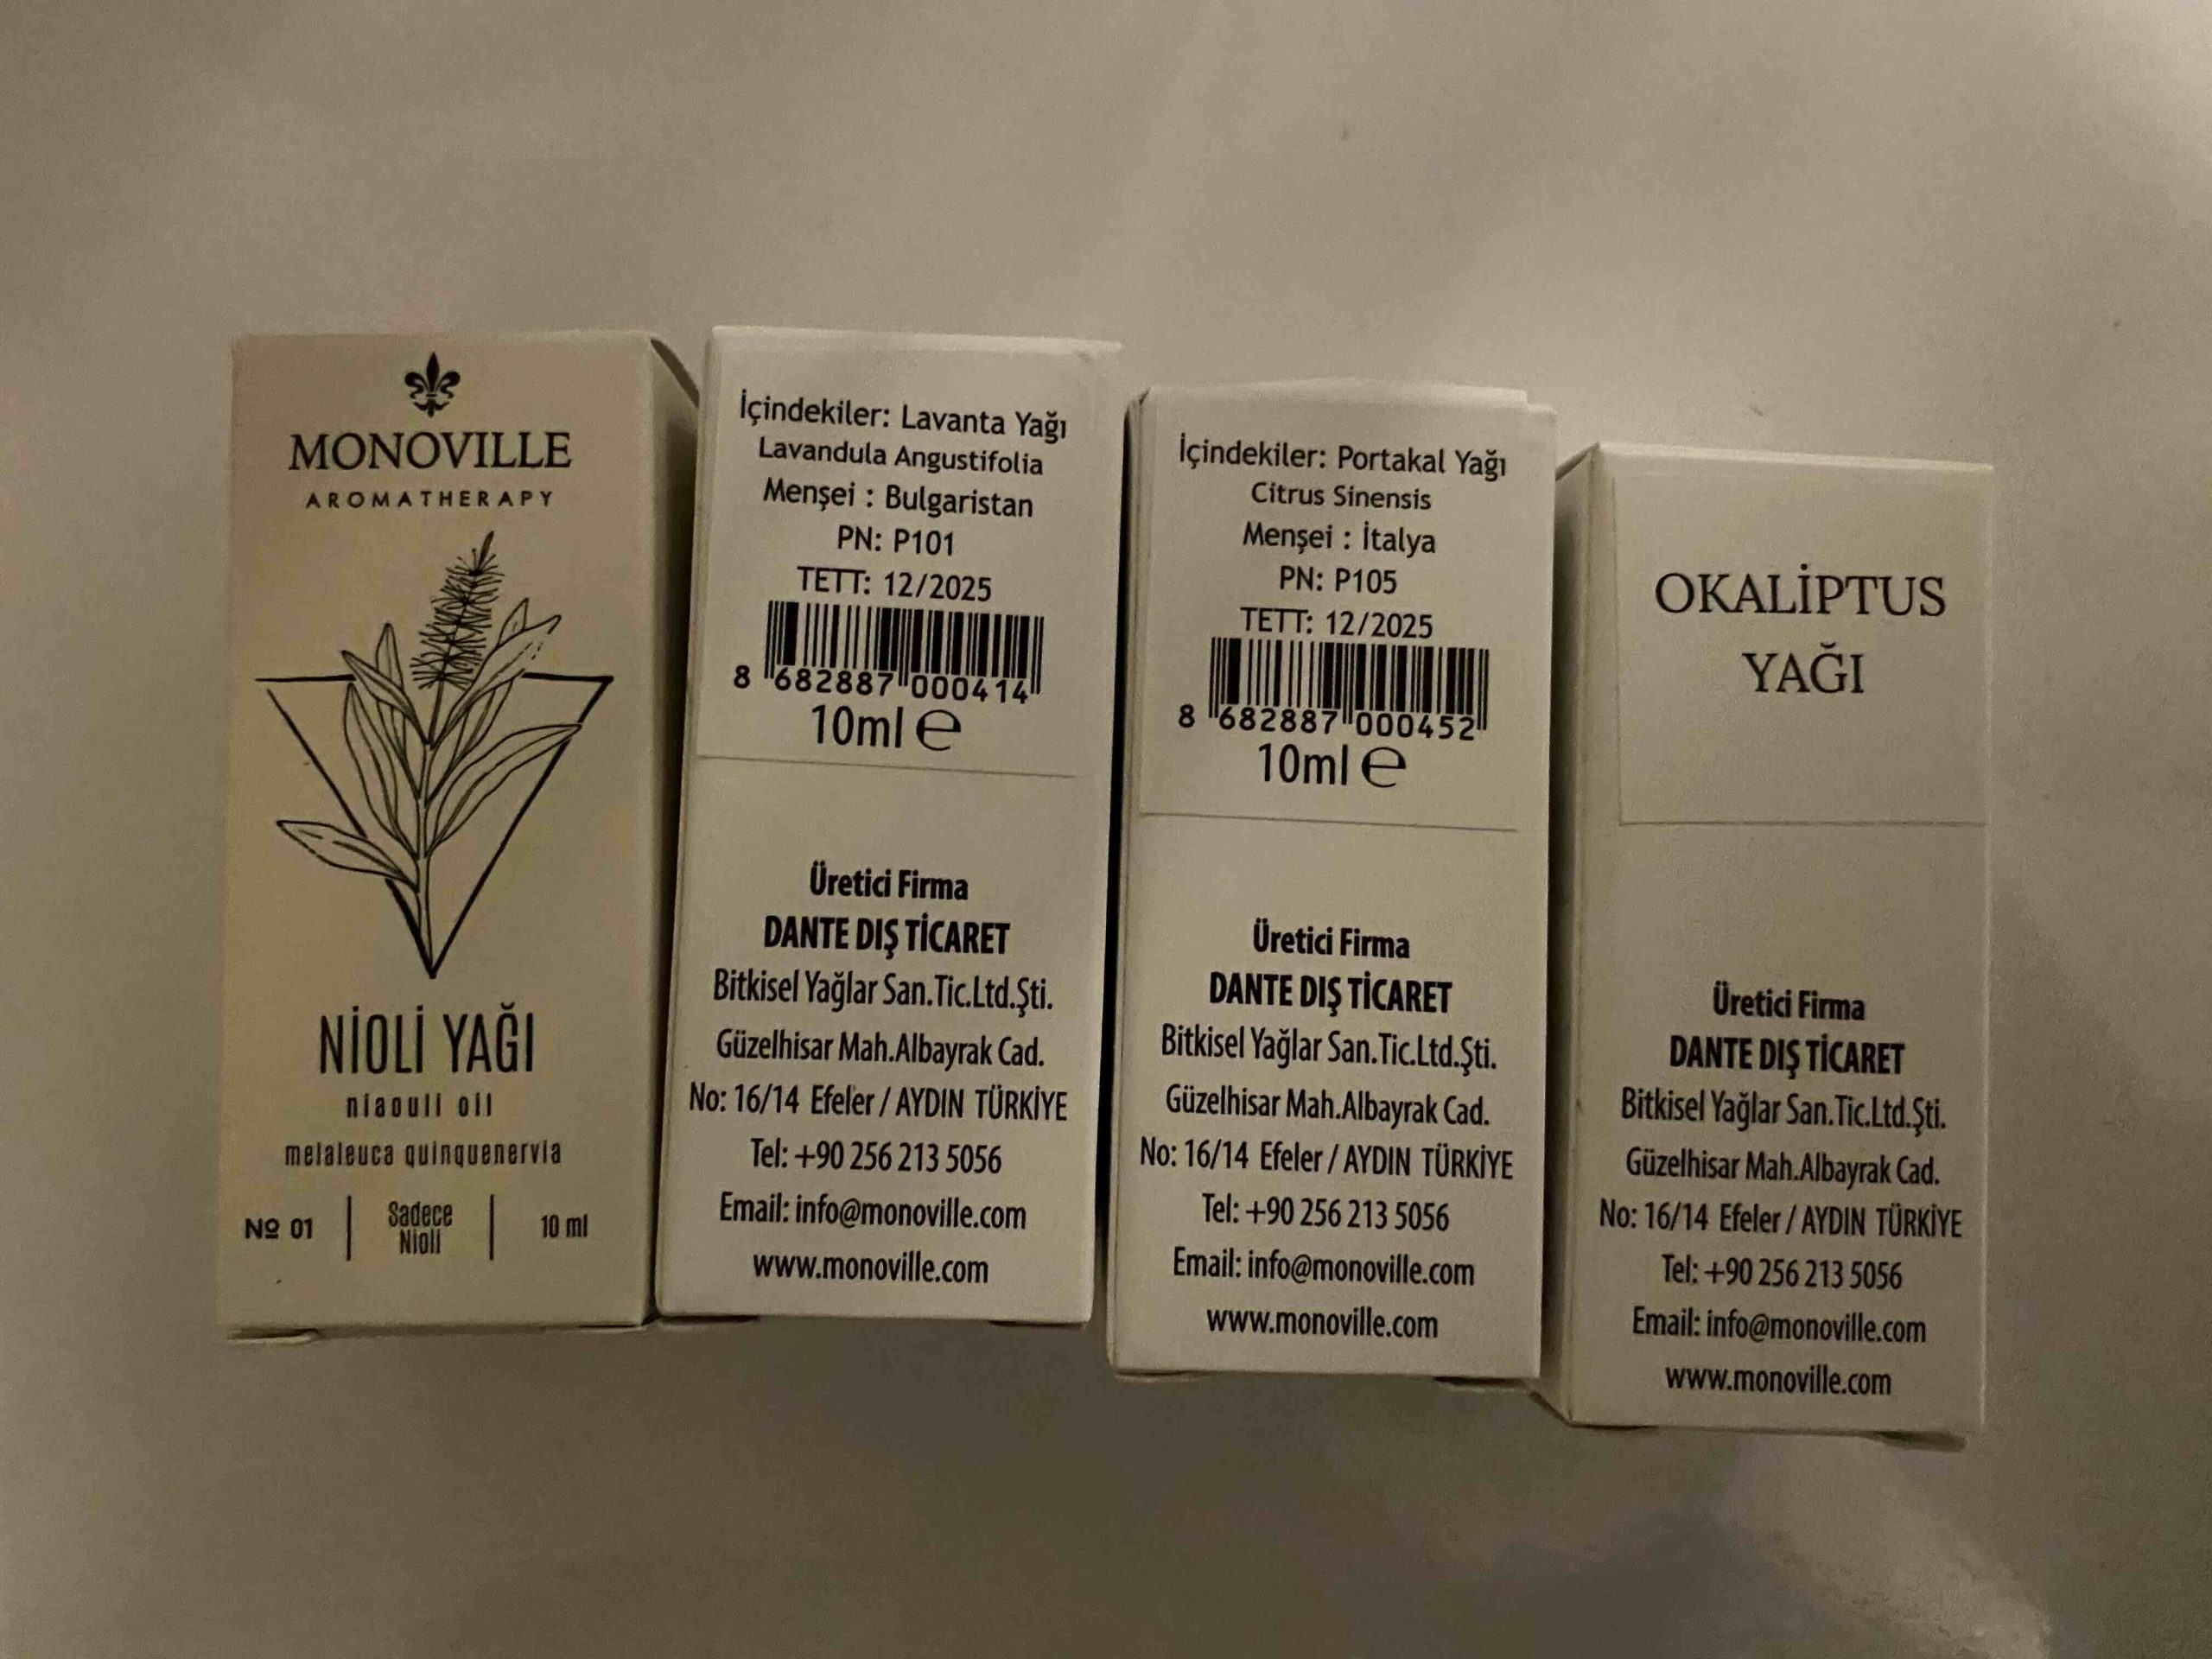 MONOVILLE
AROMATHERAPY
NİOLİ YAĞI
niaouli oil
melaleuca quinquenervia
№ 01
Sadece
Nioli
10 ml
İçindekiler: Lavanta Yağı
Lavandula Angustifolia
Menşei : Bulgaristan
PN: P101
TETT: 12/2025
8 682887 000414
10ml ℮
Üretici Firma
DANTE DIŞ TİCARET
Bitkisel Yağlar San.Tic.Ltd.Şti.
Güzelhisar Mah.Albayrak Cad.
No: 16/14 Efeler / AYDIN TÜRKİYE
Tel: +90 256 213 5056
Email: info@monoville.com
www.monoville.com
İçindekiler: Portakal Yağı
Citrus Sinensis
Menşei : İtalya
PN: P105
TETT: 12/2025
8 682887 000452
10ml ℮
Üretici Firma
DANTE DIŞ TİCARET
Bitkisel Yağlar San.Tic.Ltd.Şti.
Güzelhisar Mah.Albayrak Cad.
No: 16/14 Efeler / AYDIN TÜRKİYE
Tel: +90 256 213 5056
Email: info@monoville.com
www.monoville.com
OKALİPTUS
YAĞI
Üretici Firma
DANTE DIŞ TİCARET
Bitkisel Yağlar San.Tic.Ltd.Şti.
Güzelhisar Mah.Albayrak Cad.
No: 16/14 Efeler / AYDIN TÜRKİYE
Tel: +90 256 213 5056
Email: info@monoville.com
www.monoville.com